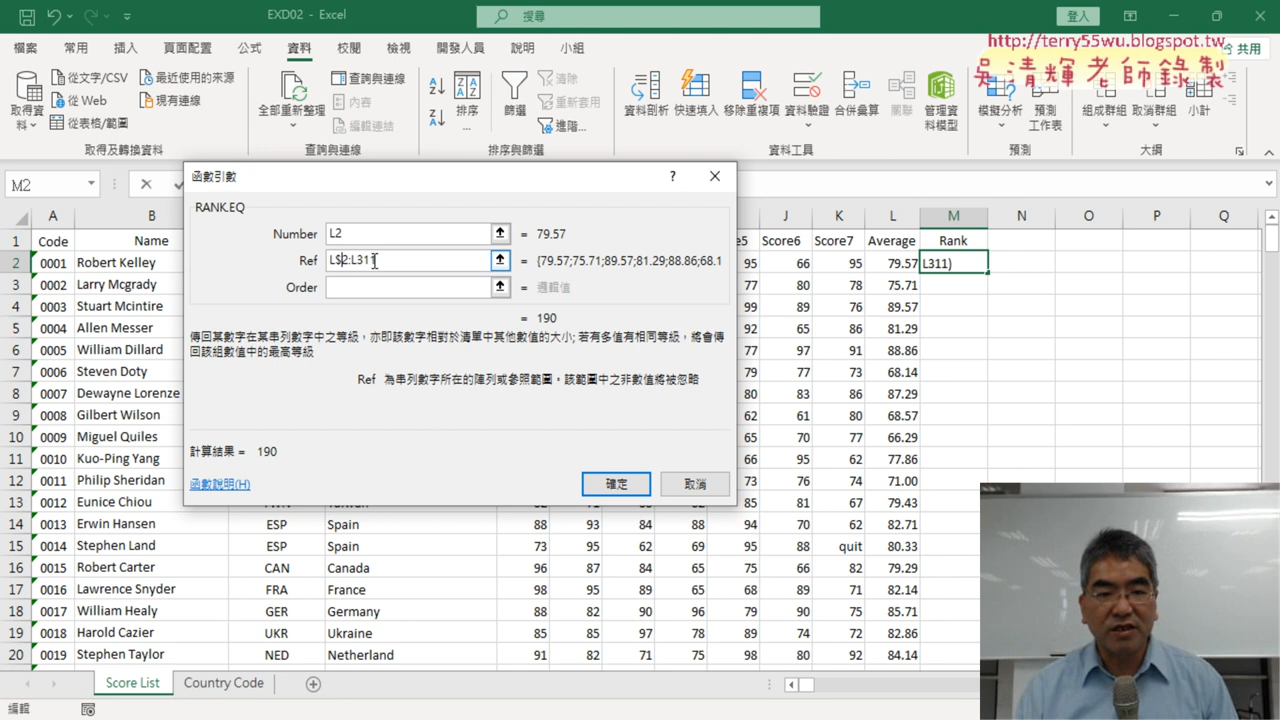 EXD02 - Excel
搜尋
登入
http://terry55wu.blogspot.tw
吳清輝老師錄製
檔案 常用 插入 頁面配置 公式 資料 校閱 檢視 開發人員 說明 小組 共用
取得資料 從文字/CSV 從 Web 從表格/範圍 最近使用的來源 現有連線
全部重新整理 查詢與連線 內容 編輯連結
排序... 篩選 清除 重新套用 進階...
資料剖析 快速填入 移除重複項 資料驗證 合併彙算 關聯 管理資料模型
模擬分析 預測工作表 組成群組 取消群組 小計
取得及轉換資料 查詢與連線 排序與篩選 資料工具 預測 大綱
M2
函數引數 ?
RANK.EQ
Number L2 = 79.57
Ref L$2:L311 = {79.57;75.71;89.57;81.29;88.86;68.1
Order = 邏輯值
= 190
傳回某數字在某串列數字中之等級，亦即該數字相對於清單中其他數值的大小; 若有多值有相同等級，將會傳
回該組數值中的最高等級
Ref 為串列數字所在的陣列或參照範圍。該範圍中之非數值將被忽略
計算結果 = 190
函數說明(H) 確定 取消
A B J K L M N O P Q
1 Code Name e5 Score6 Score7 Average Rank
2 0001 Robert Kelley 95 66 95 79.57 L311)
3 0002 Larry Mcgrady 77 80 78 75.71
4 0003 Stuart Mcintire 99 89 76 89.57
5 0004 Allen Messer 92 65 86 81.29
6 0005 William Dillard 77 97 91 88.86
7 0006 Steven Doty 79 77 73 68.14
8 0007 Dewayne Lorenze 80 83 86 87.29
9 0008 Gilbert Wilson 62 61 80 68.57
10 0009 Miguel Quiles 65 70 77 66.29
11 0010 Kuo-Ping Yang 66 95 62 77.86
12 0011 Philip Sheridan 73 76 74 71.00
13 0012 Eunice Chiou 85 81 67 79.43
14 0013 Erwin Hansen ESP Spain 88 93 84 88 94 70 62 82.71
15 0014 Stephen Land ESP Spain 73 95 62 69 95 88 quit 80.33
16 0015 Robert Carter CAN Canada 96 87 84 65 75 66 82 79.29
17 0016 Lawrence Snyder FRA France 98 95 89 65 68 89 71 82.14
18 0017 William Healy GER Germany 88 82 90 96 79 90 75 85.71
19 0018 Harold Cazier UKR Ukraine 85 85 97 78 89 74 72 82.86
20 0019 Stephen Taylor NED Netherland 91 82 71 75 98 80 92 84.14
Score List Country Code
編輯